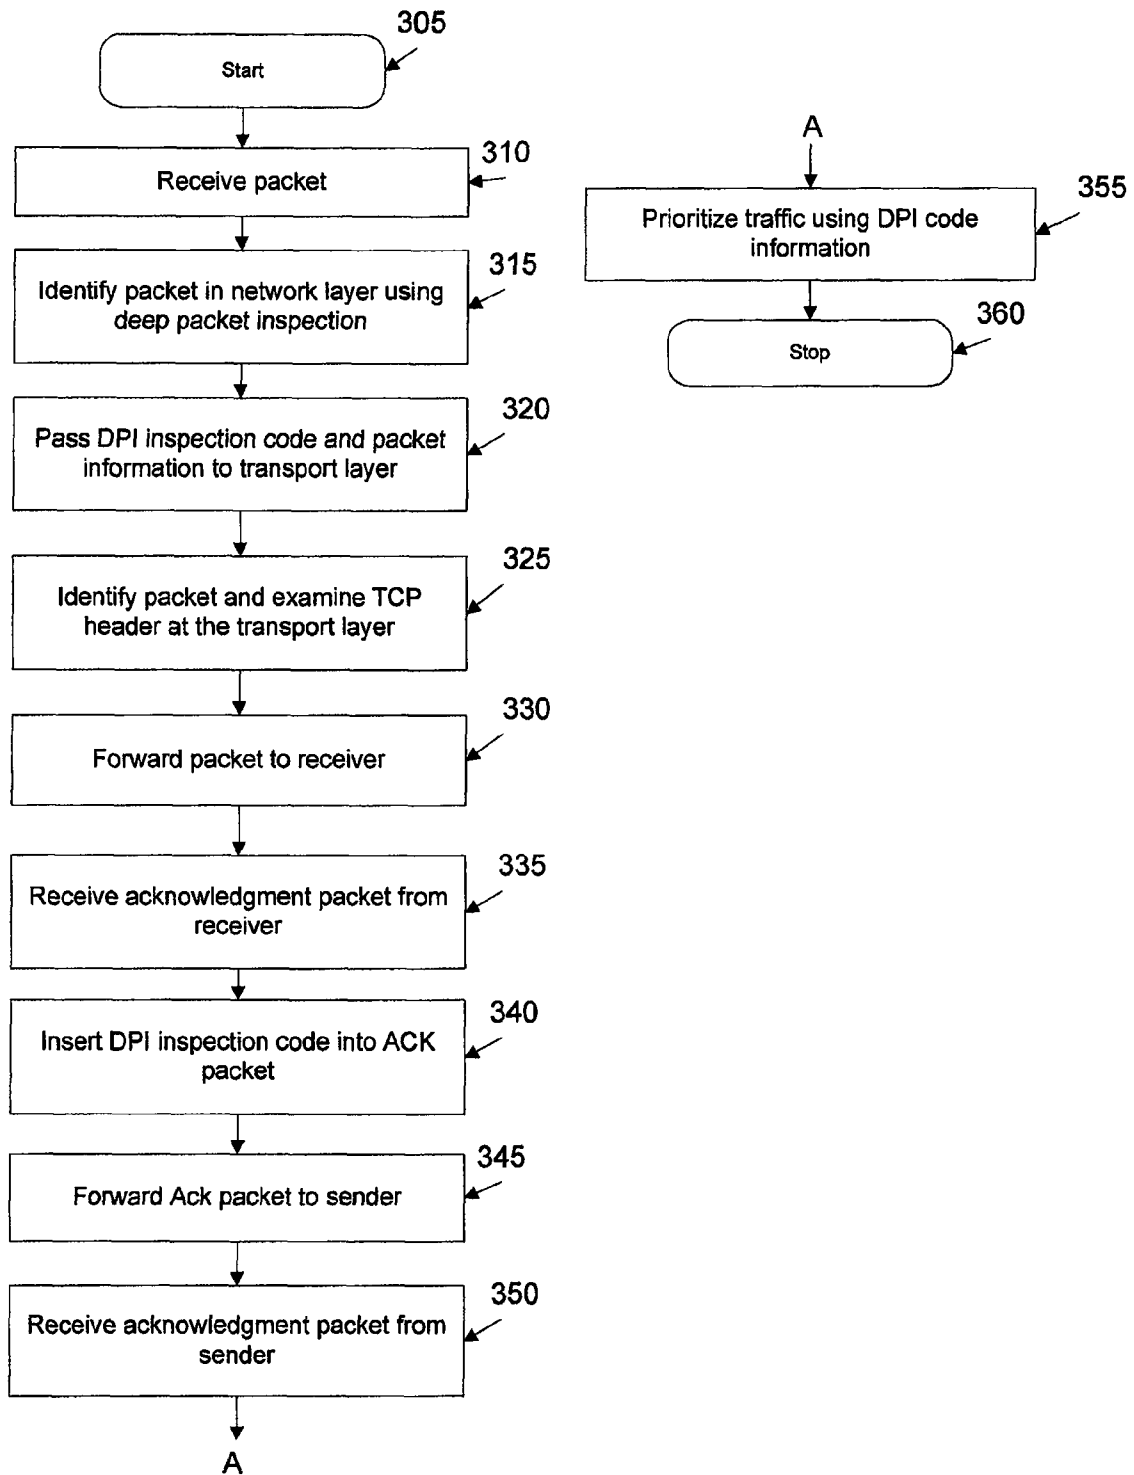 305
Start
310
Receive packet
315
Identify packet in network layer using
deep packet inspection
320
Pass DPI inspection code and packet
information to transport layer
325
Identify packet and examine TCP
header at the transport layer
330
Forward packet to receiver
335
Receive acknowledgment packet from
receiver
340
Insert DPI inspection code into ACK
packet
345
Forward Ack packet to sender
350
Receive acknowledgment packet from
sender
A
A
355
Prioritize traffic using DPI code
information
360
Stop